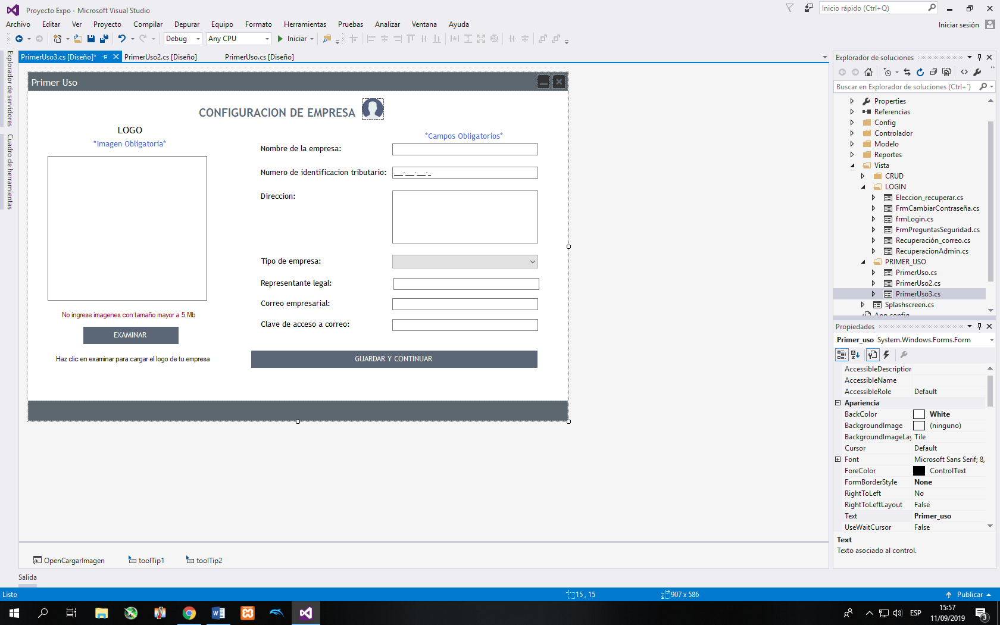 Proyecto Expo - Microsoft Visual Studio
Inicio rápido (Ctrl+Q)
Archivo Editar Ver Proyecto Compilar Depurar Equipo Formato Herramientas Pruebas Analizar Ventana Ayuda
Iniciar sesión
Debug Any CPU Iniciar
Explorador de servidores
Cuadro de herramientas
PrimerUso3.cs [Diseño]* PrimerUso2.cs [Diseño] PrimerUso.cs [Diseño]
Primer Uso
CONFIGURACION DE EMPRESA
LOGO
*Imagen Obligatoria*
*Campos Obligatorios*
Nombre de la empresa:
Numero de identificacion tributario: ___-___-___-_
Direccion:
Tipo de empresa:
Representante legal:
Correo empresarial:
Clave de acceso a correo:
No ingrese imagenes con tamaño mayor a 5 Mb
EXAMINAR
Haz clic en examinar para cargar el logo de tu empresa
GUARDAR Y CONTINUAR
OpenCargarImagen toolTip1 toolTip2
Salida
Explorador de soluciones
Buscar en Explorador de soluciones (Ctrl+`)
Properties
Referencias
Config
Controlador
Modelo
Reportes
Vista
CRUD
LOGIN
Eleccion_recuperar.cs
FrmCambiarContraseña.cs
frmLogin.cs
FrmPreguntasSeguridad.cs
Recuperación_correo.cs
RecuperacionAdmin.cs
PRIMER_USO
PrimerUso.cs
PrimerUso2.cs
PrimerUso3.cs
Splashscreen.cs
App.config
Propiedades
Primer_uso System.Windows.Forms.Form
AccessibleDescription
AccessibleName
AccessibleRole Default
Apariencia
BackColor White
BackgroundImage (ninguno)
BackgroundImageLay Tile
Cursor Default
Font Microsoft Sans Serif; 8,
ForeColor ControlText
FormBorderStyle None
RightToLeft No
RightToLeftLayout False
Text Primer_uso
UseWaitCursor False
Text
Texto asociado al control.
Listo 15 , 15 907 x 586 Publicar
ESP
15:57
11/09/2019
3